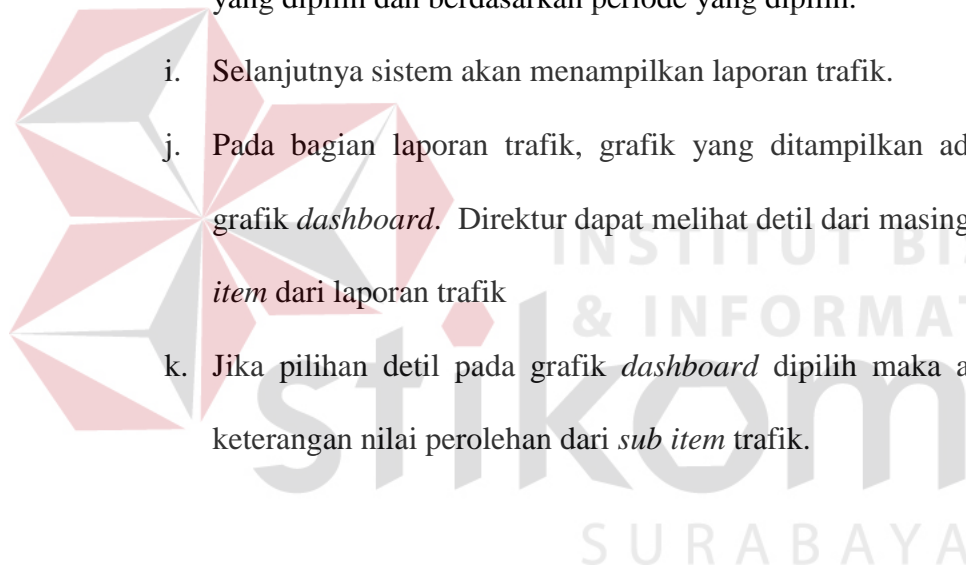 yang dipilih dan berdasarkan periode yang dipilih.
i. Selanjutnya sistem akan menampilkan laporan trafik.
j. Pada bagian laporan trafik, grafik yang ditampilkan ad
grafik dashboard. Direktur dapat melihat detil dari masing
INSTITUT BI
item dari laporan trafik
& INFORMAT
k. Jika pilihan detil pada grafik dashboard dipilih maka a
stikom
keterangan nilai perolehan dari sub item trafik.
SURABAYA